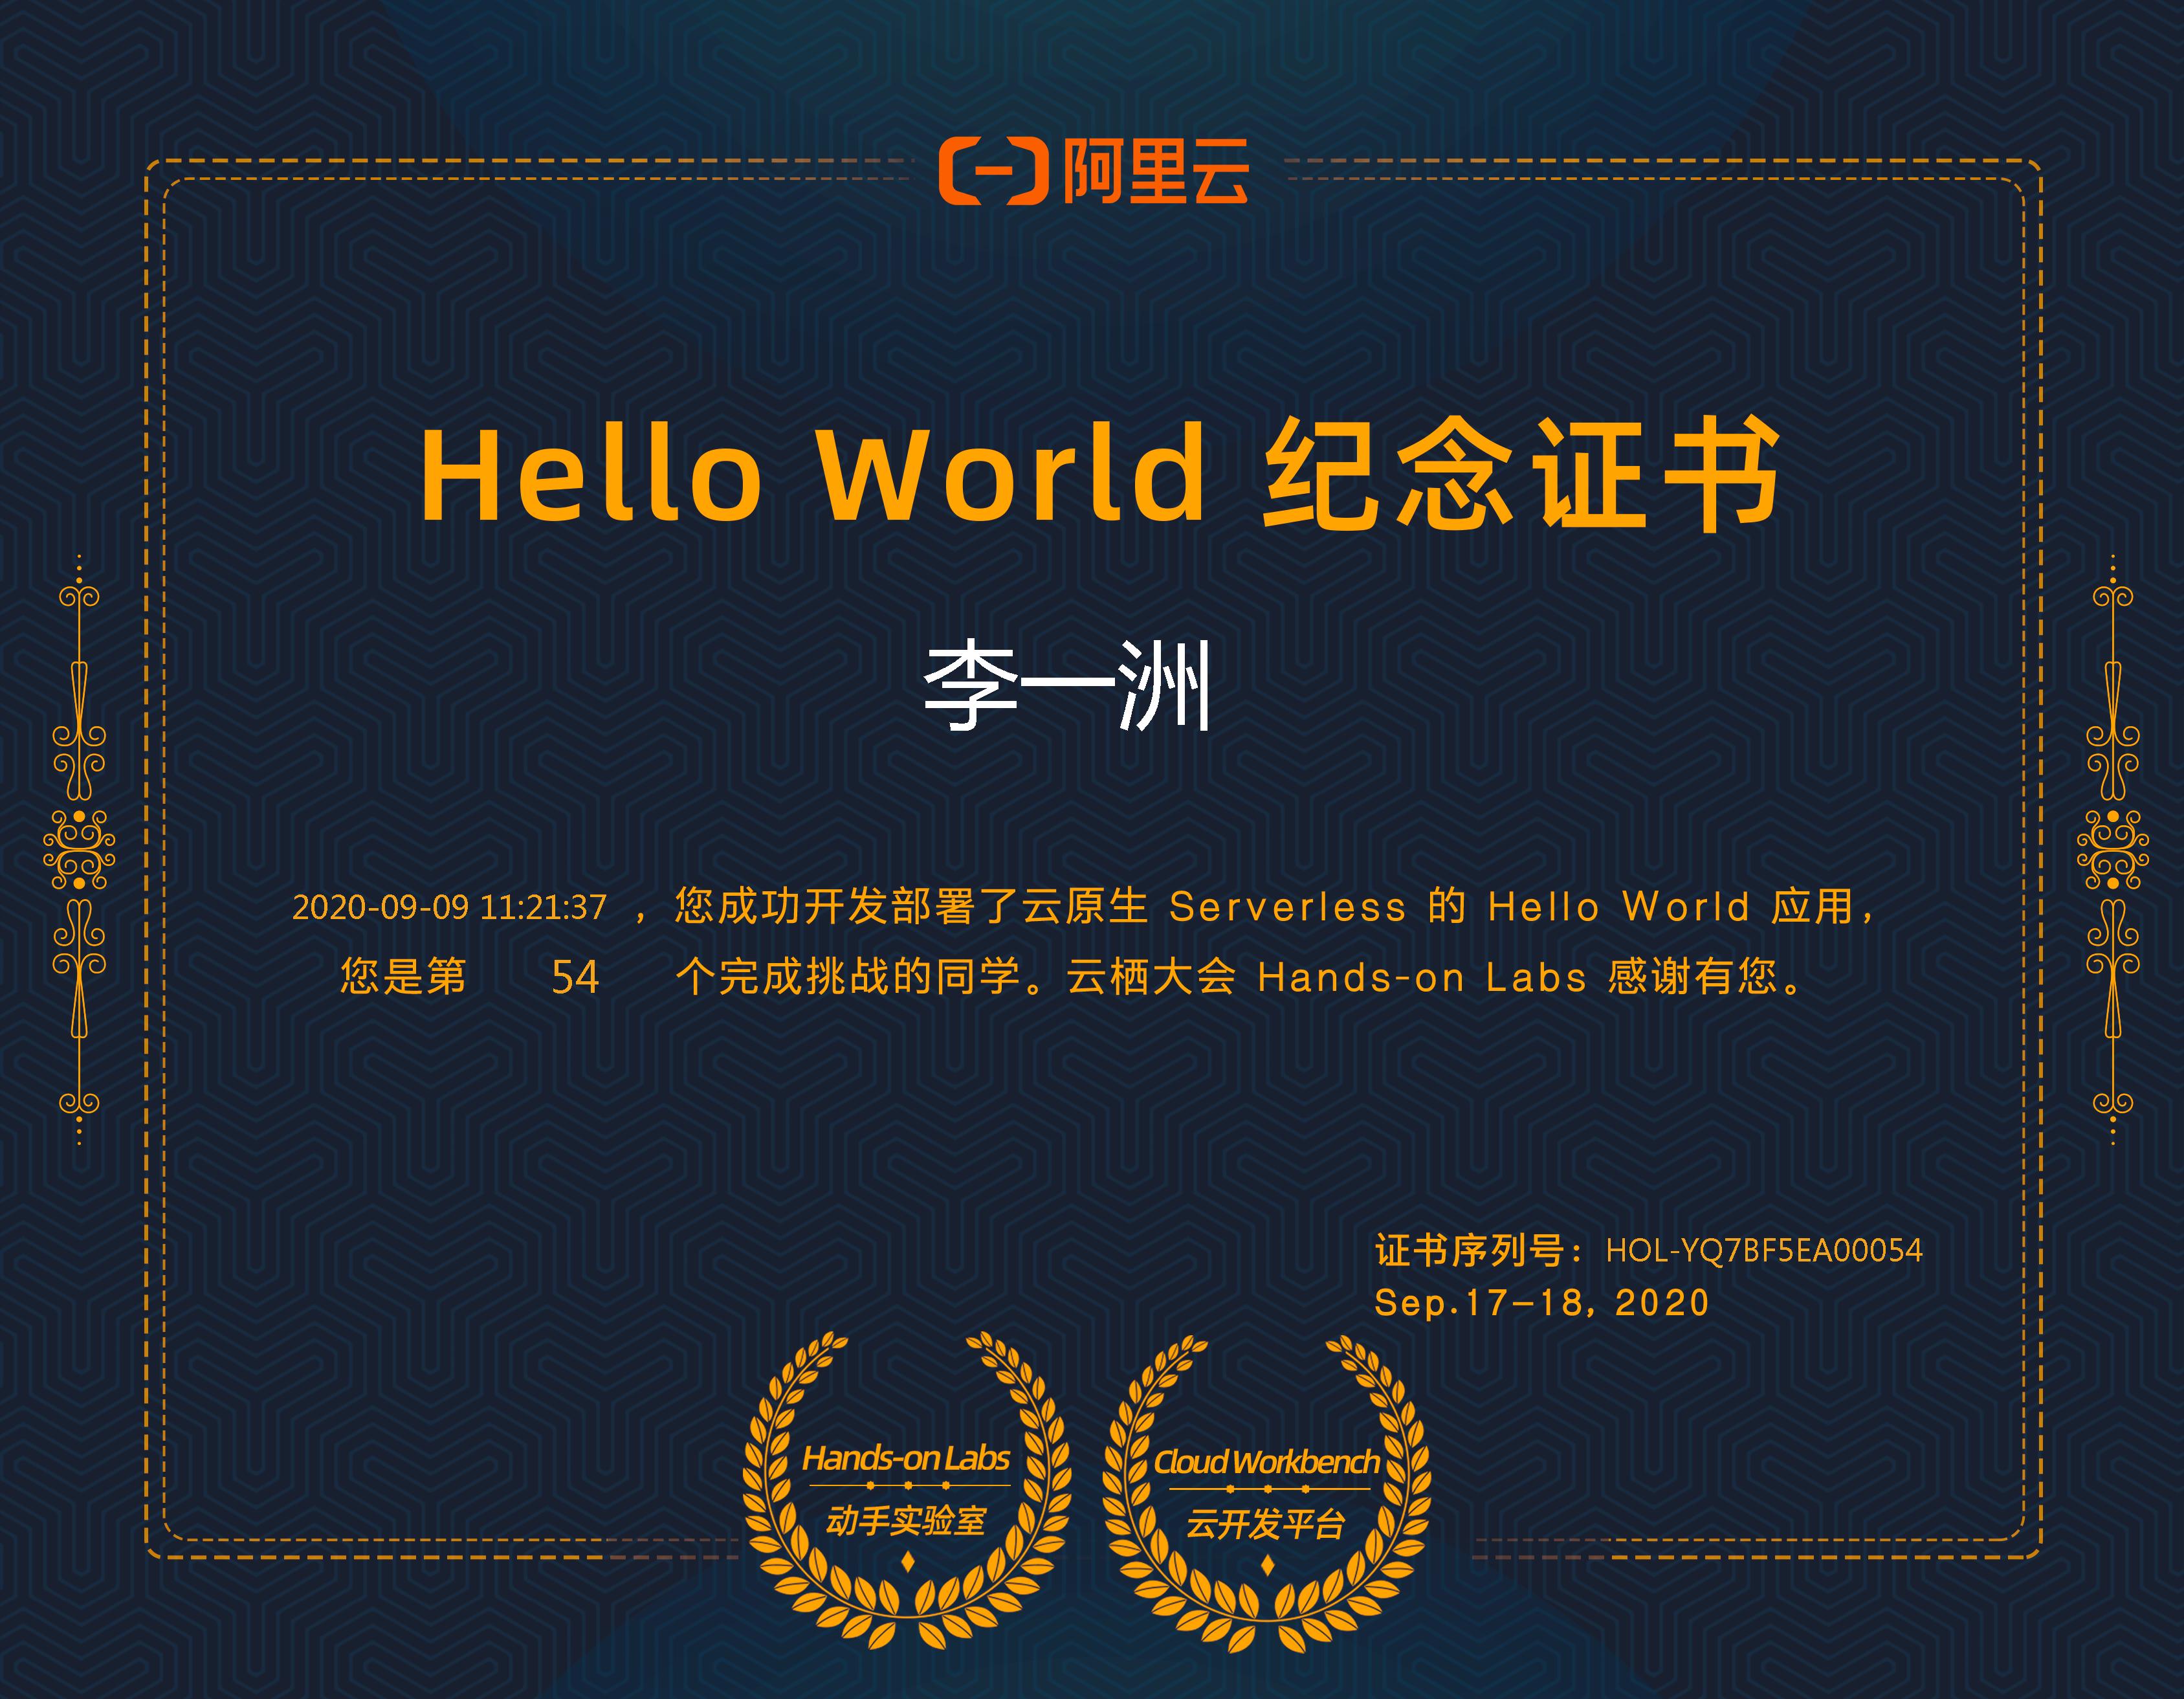 阿里云
Hello World 纪念证书
李一洲
2020-09-09 11:21:37 ，您成功开发部署了云原生 Serverless 的 Hello World 应用，
您是第 54 个完成挑战的同学。云栖大会 Hands-on Labs 感谢有您。
证书序列号：HOL-YQ7BF5EA00054
Sep.17-18, 2020
Hands-on Labs
动手实验室
Cloud Workbench
云开发平台